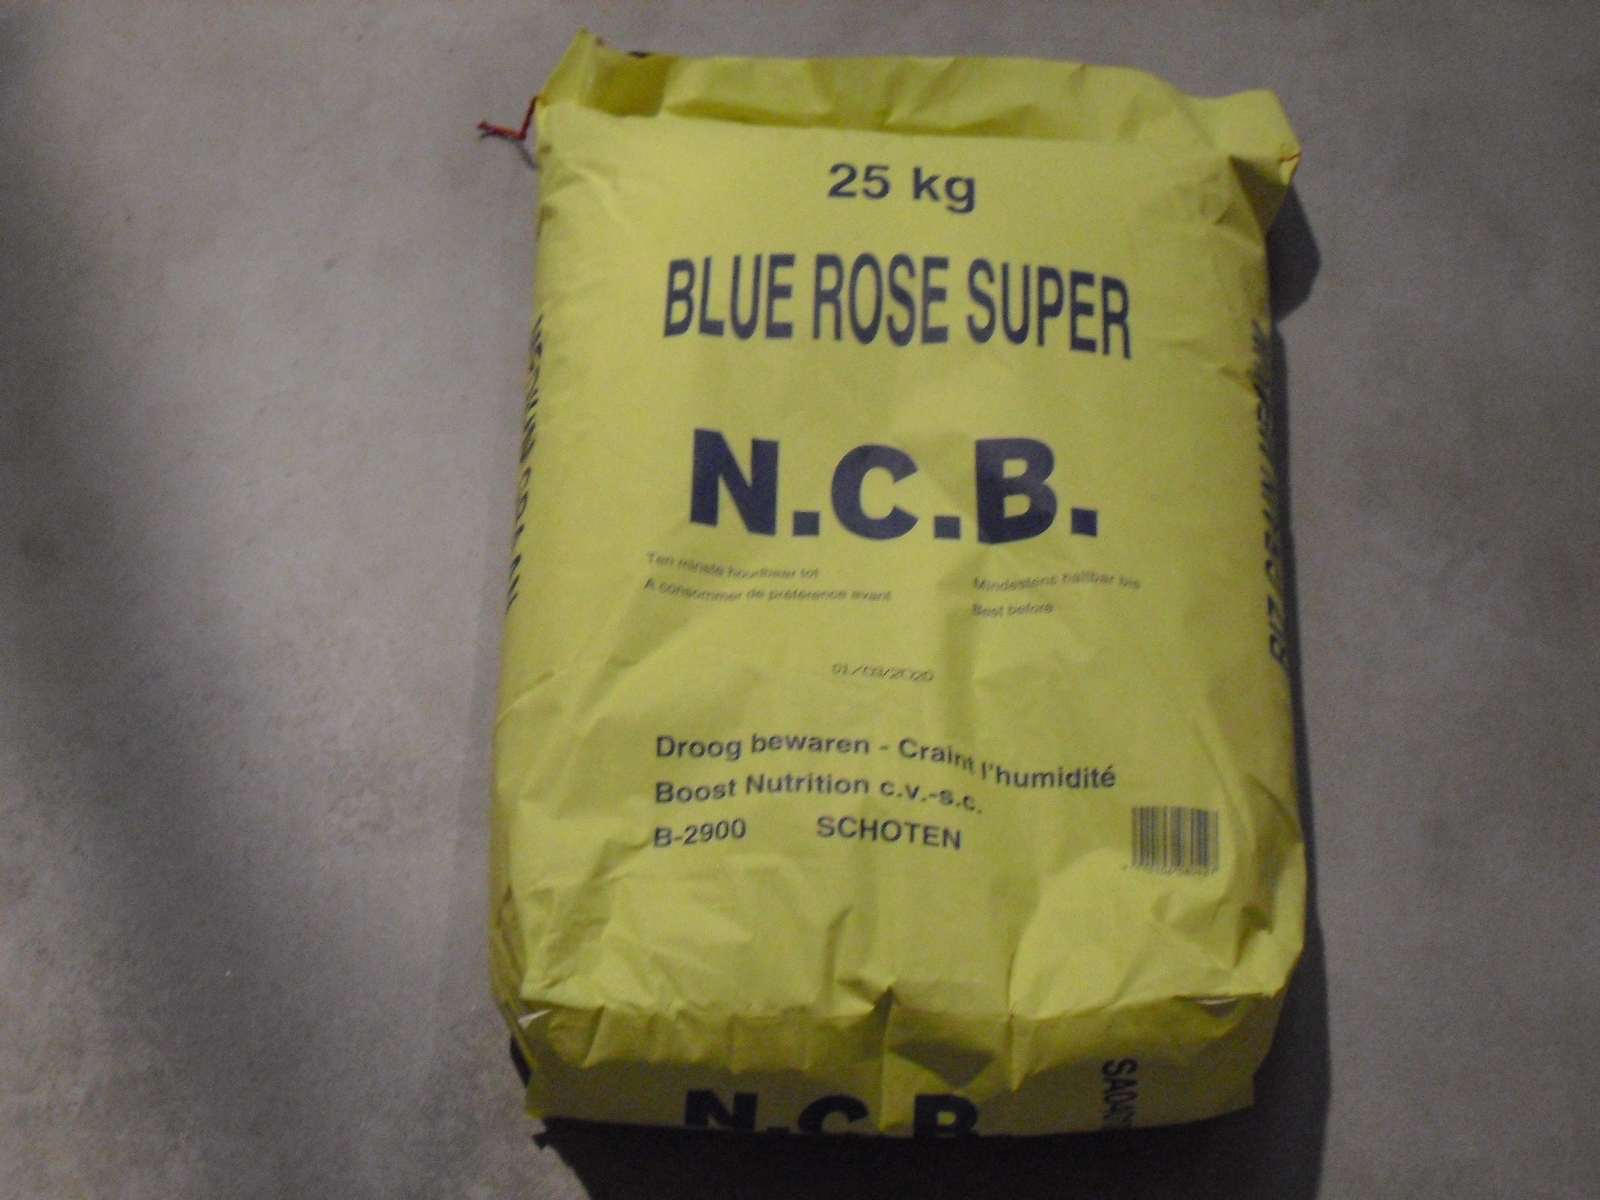 25 kg
BLUE ROSE SUPER
N.C.B.
Ten minste houdbaar tot
A consommer de préférence avant
Mindestens haltbar bis
Best before
01/03/2020
Droog bewaren - Craint l'humidité
Boost Nutrition c.v.-s.c.
B-2900 SCHOTEN
N.C.B.